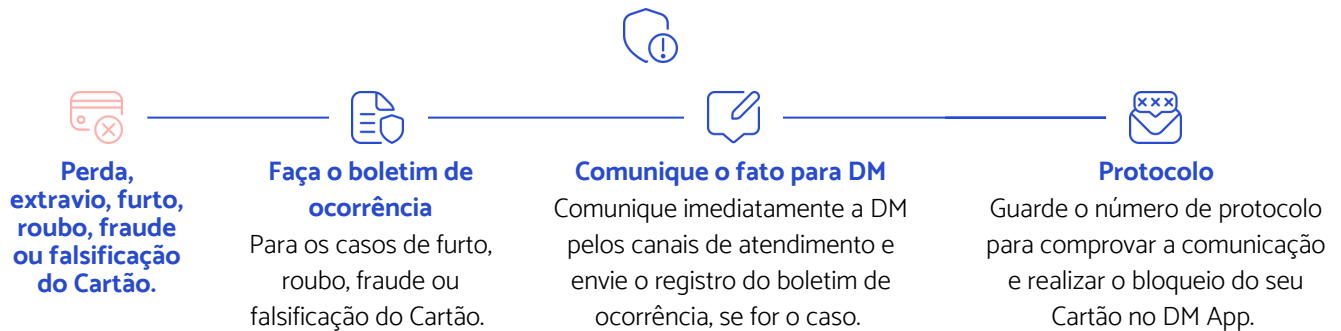 Perda,
extravio, furto,
roubo, fraude
ou falsificação
do Cartão.
Faça o boletim de
ocorrência
Para os casos de furto,
roubo, fraude ou
falsificação do Cartão.
Comunique o fato para DM
Comunique imediatamente a DM
pelos canais de atendimento e
envie o registro do boletim de
ocorrência, se for o caso.
Protocolo
Guarde o número de protocolo
para comprovar a comunicação
e realizar o bloqueio do seu
Cartão no DM App.